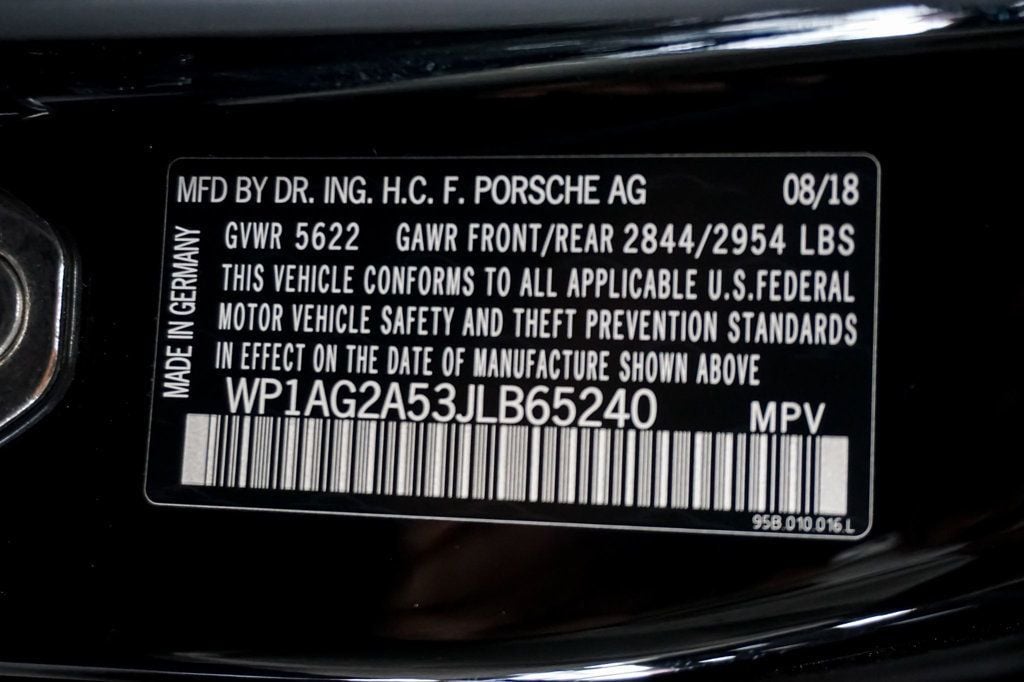 MFD BY DR. ING. H.C. F. PORSCHE AG 08/18
GVWR 5622 GAWR FRONT/REAR 2844/2954 LBS
THIS VEHICLE CONFORMS TO ALL APPLICABLE U.S.FEDERAL
MOTOR VEHICLE SAFETY AND THEFT PREVENTION STANDARDS
IN EFFECT ON THE DATE OF MANUFACTURE SHOWN ABOVE
MADE IN GERMANY
WP1AG2A53JLB65240 MPV
95B.010.016 L